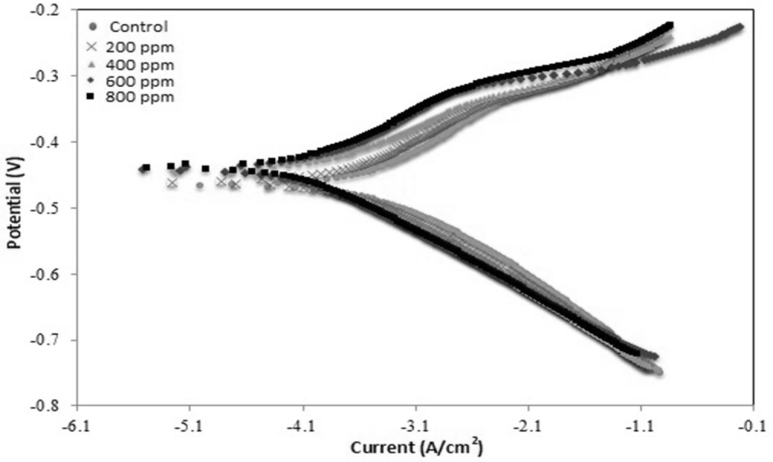 -0.2
Control
200 ppm
400 ppm
600 ppm
800 ppm
-0.3
-0.4
-0.5
-0.6
-0.7
-0.8
Potential (V)
-6.1 -5.1 -4.1 -3.1 -2.1 -1.1 -0.1
Current (A/cm²)